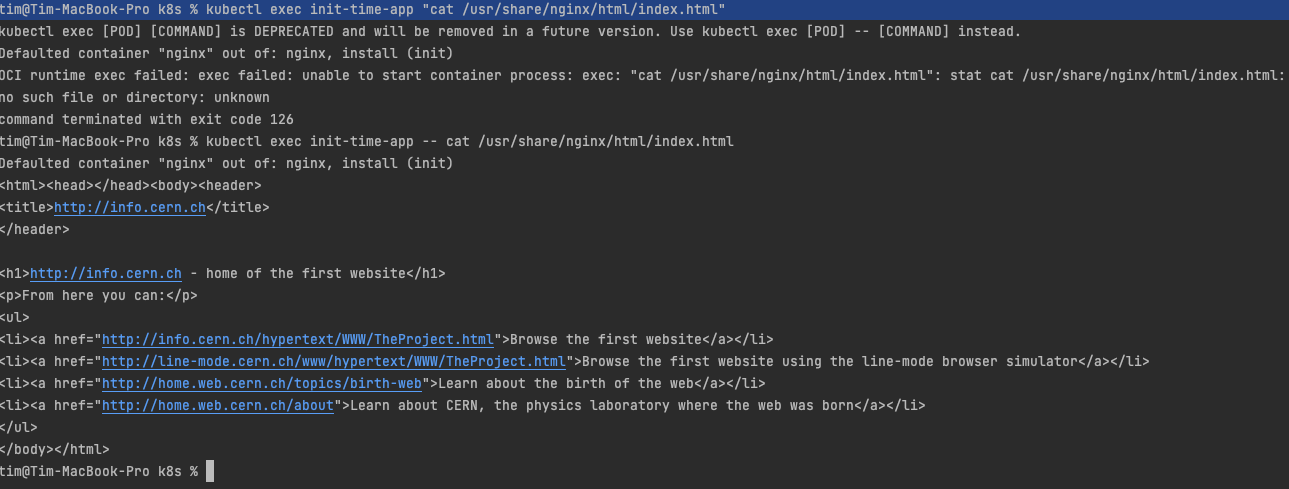 tim@Tim-MacBook-Pro k8s % kubectl exec init-time-app "cat /usr/share/nginx/html/index.html"
kubectl exec [POD] [COMMAND] is DEPRECATED and will be removed in a future version. Use kubectl exec [POD] -- [COMMAND] instead.
Defaulted container "nginx" out of: nginx, install (init)
OCI runtime exec failed: exec failed: unable to start container process: exec: "cat /usr/share/nginx/html/index.html": stat cat /usr/share/nginx/html/index.html:
no such file or directory: unknown
command terminated with exit code 126
tim@Tim-MacBook-Pro k8s % kubectl exec init-time-app -- cat /usr/share/nginx/html/index.html
Defaulted container "nginx" out of: nginx, install (init)
<html><head></head><body><header>
<title>http://info.cern.ch</title>
</header>
<h1>http://info.cern.ch - home of the first website</h1>
<p>From here you can:</p>
<ul>
<li><a href="http://info.cern.ch/hypertext/WWW/TheProject.html">Browse the first website</a></li>
<li><a href="http://line-mode.cern.ch/www/hypertext/WWW/TheProject.html">Browse the first website using the line-mode browser simulator</a></li>
<li><a href="http://home.web.cern.ch/topics/birth-web">Learn about the birth of the web</a></li>
<li><a href="http://home.web.cern.ch/about">Learn about CERN, the physics laboratory where the web was born</a></li>
</ul>
</body></html>
tim@Tim-MacBook-Pro k8s %